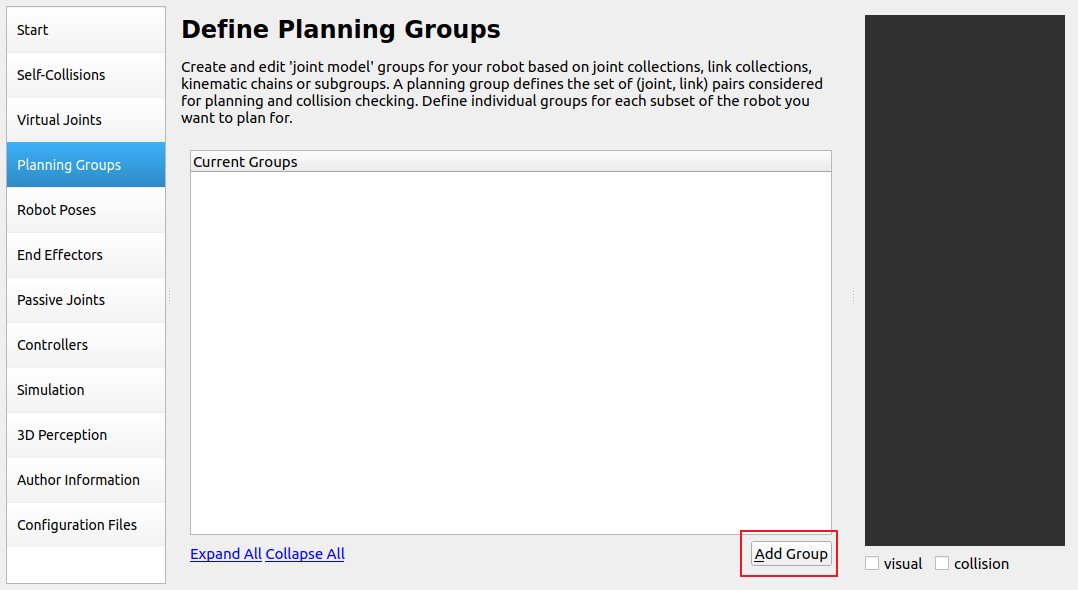 Start
Self-Collisions
Virtual Joints
Planning Groups
Robot Poses
End Effectors
Passive Joints
Controllers
Simulation
3D Perception
Author Information
Configuration Files
Define Planning Groups
Create and edit 'joint model' groups for your robot based on joint collections, link collections,
kinematic chains or subgroups. A planning group defines the set of (joint, link) pairs considered
for planning and collision checking. Define individual groups for each subset of the robot you
want to plan for.
Current Groups
Expand All Collapse All
Add Group
visual collision